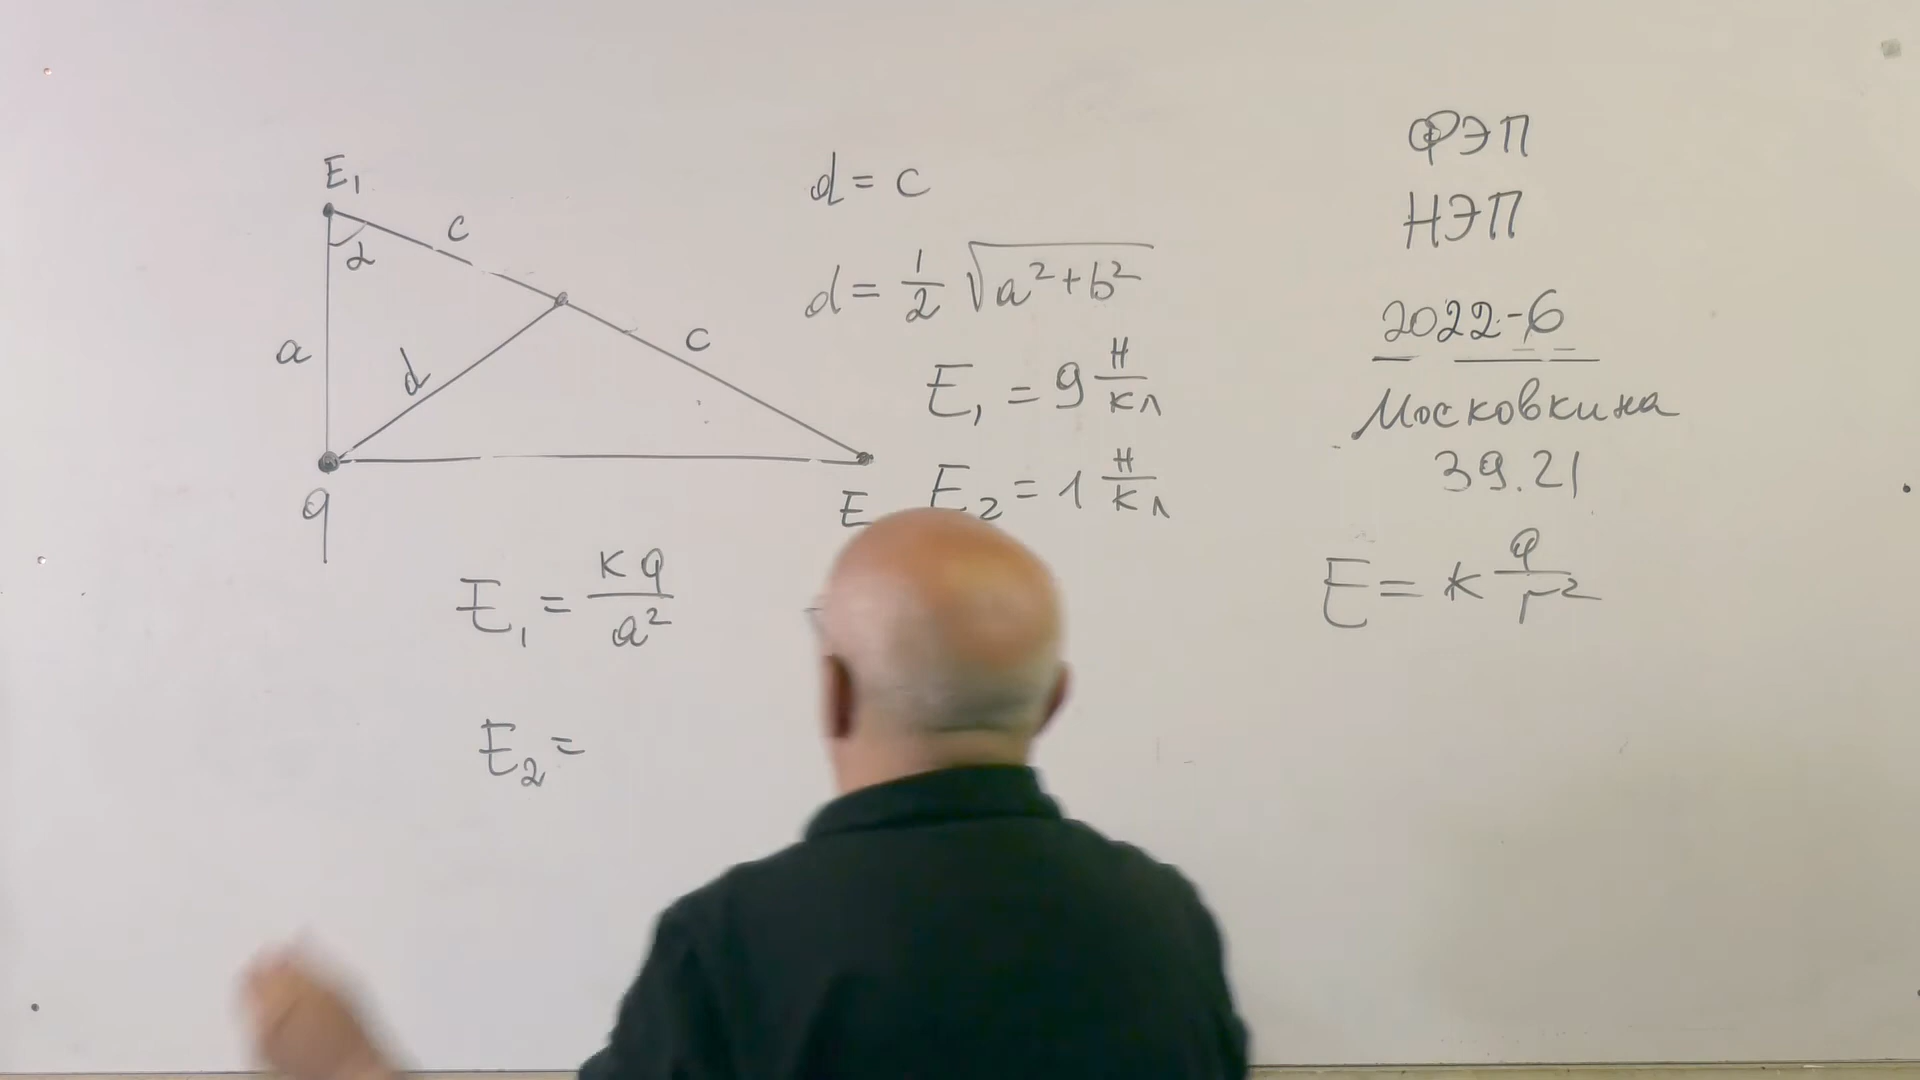 E₁
c
α
a
d
c
q
E
d = c
d = 1/2 √(a² + b²)
E₁ = 9 Н/Кл
E₂ = 1 Н/Кл
E₁ = кq/a²
E₂ =
ФЭП
НЭП
2022-6
Московкина
39.21
E = k q/r²